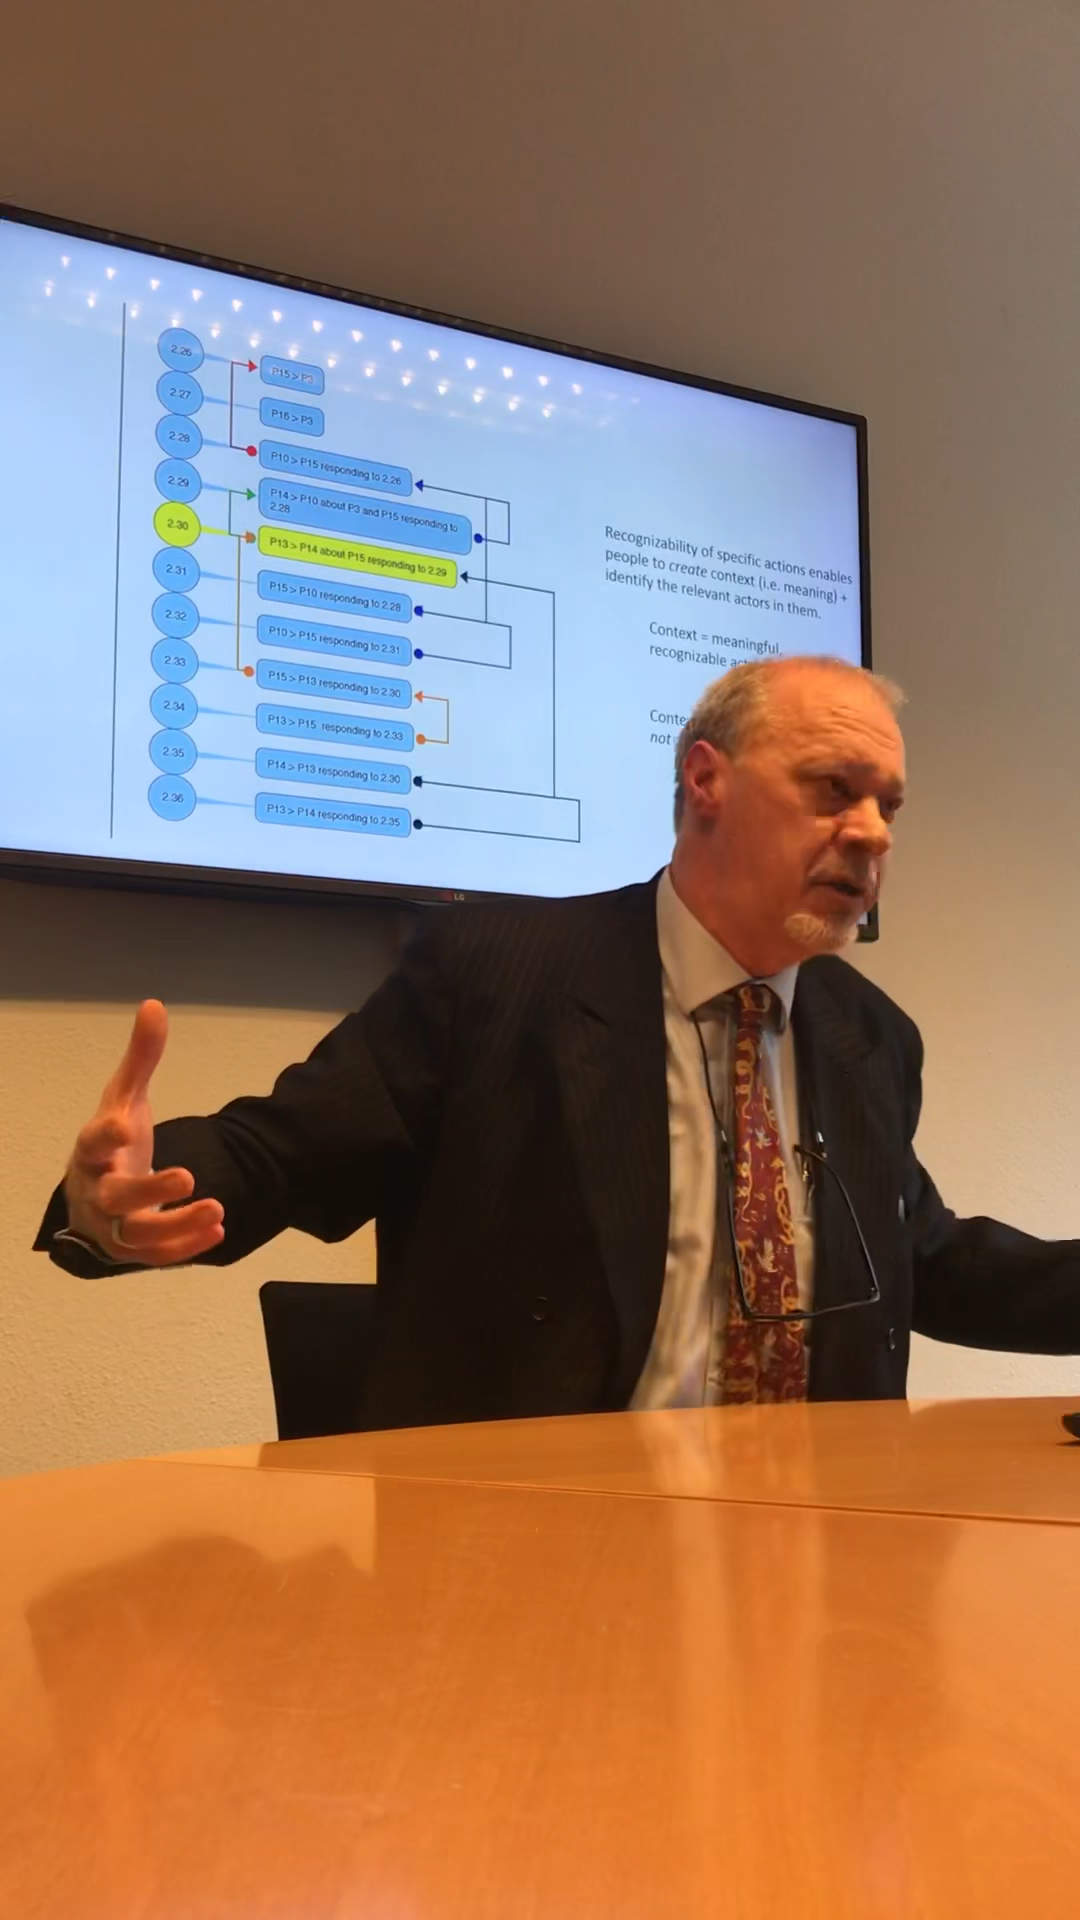 2.26
P15 > P3
2.27
P16 > P3
2.28
P10 > P15 responding to 2.26
2.29
P14 > P10 about P3 and P15 responding to
2.28
2.30
P13 > P14 about P15 responding to 2.29
2.31
P15 > P10 responding to 2.28
2.32
P10 > P15 responding to 2.31
2.33
P15 > P13 responding to 2.30
2.34
P13 > P15 responding to 2.33
2.35
P14 > P13 responding to 2.30
2.36
P13 > P14 responding to 2.35
Recognizability of specific actions enables
people to create context (i.e. meaning) +
identify the relevant actors in them.
Context = meaningful,
recognizable
not
LG